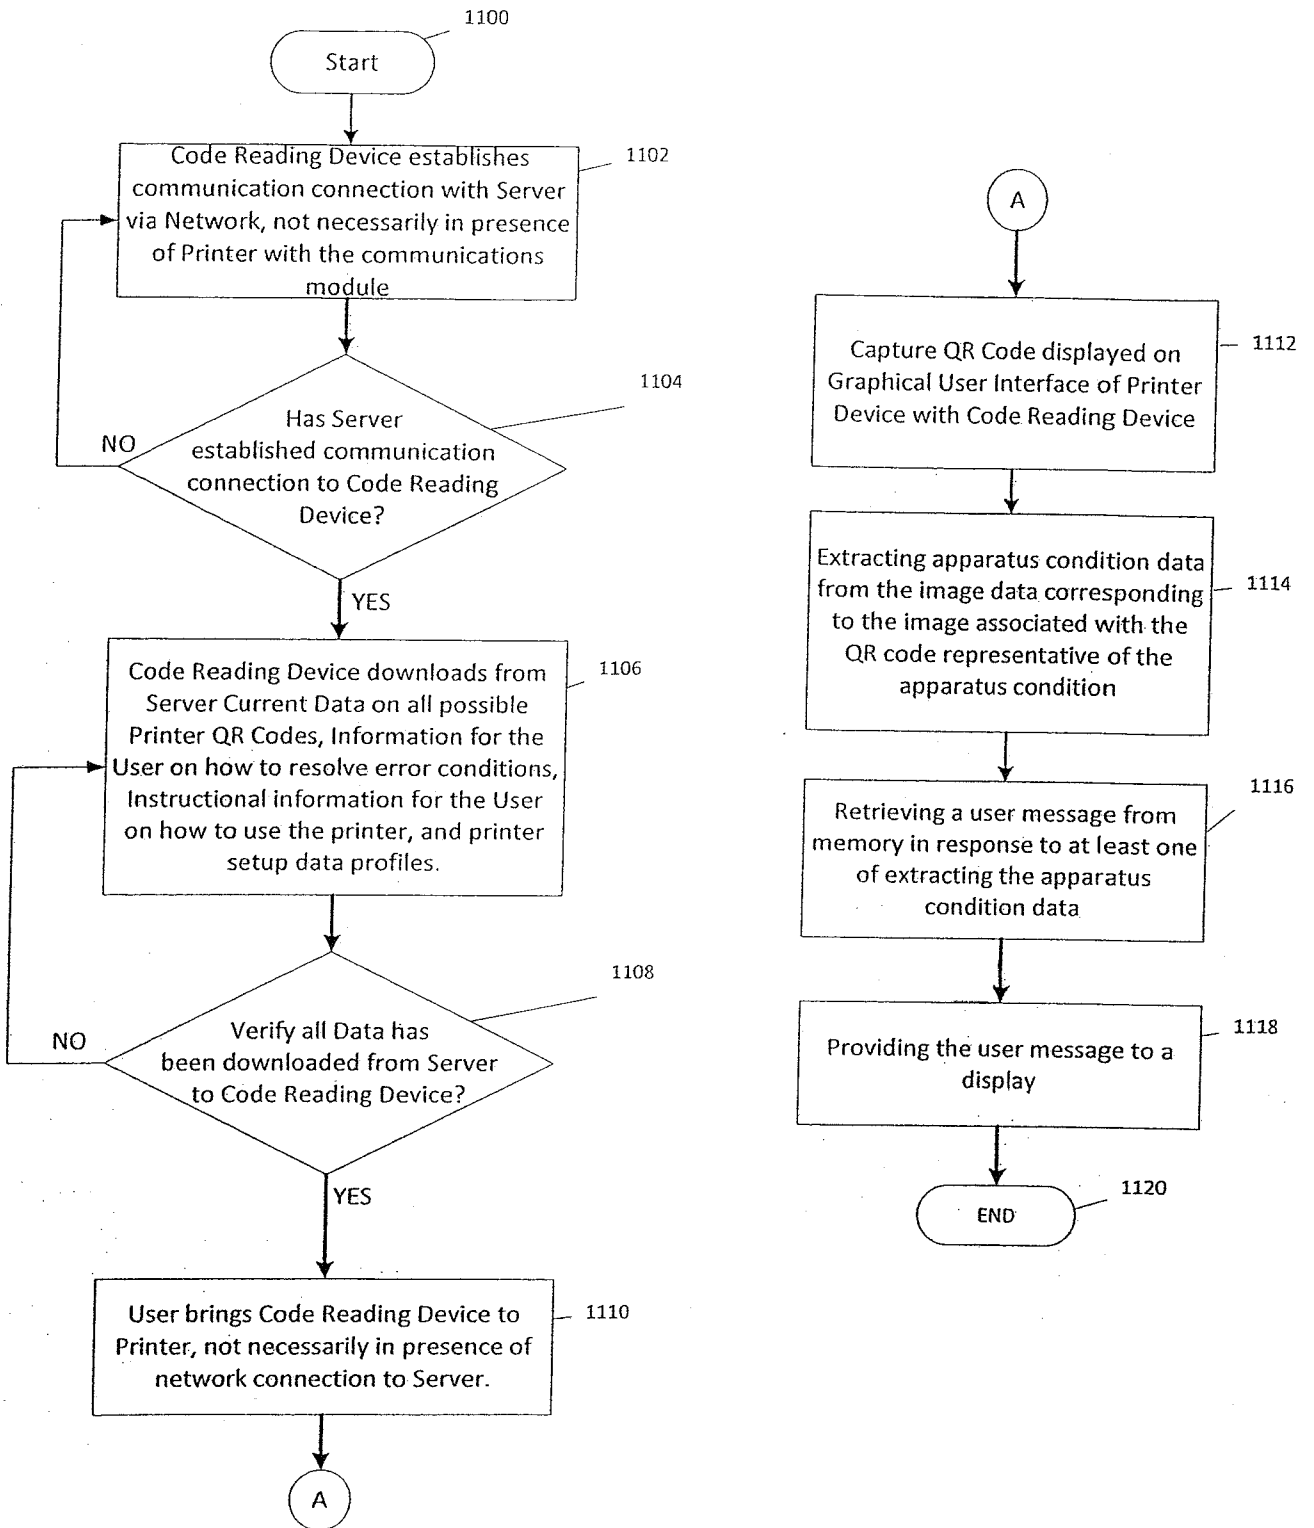 1100
Start
Code Reading Device establishes
communication connection with Server
via Network, not necessarily in presence
of Printer with the communications
module
1102
Has Server
established communication
connection to Code Reading
Device?
1104
NO
YES
Code Reading Device downloads from
Server Current Data on all possible
Printer QR Codes, Information for the
User on how to resolve error conditions,
Instructional information for the User
on how to use the printer, and printer
setup data profiles.
1106
Verify all Data has
been downloaded from Server
to Code Reading Device?
1108
NO
YES
User brings Code Reading Device to
Printer, not necessarily in presence of
network connection to Server.
1110
A
A
Capture QR Code displayed on
Graphical User Interface of Printer
Device with Code Reading Device
1112
Extracting apparatus condition data
from the image data corresponding
to the image associated with the
QR code representative of the
apparatus condition
1114
Retrieving a user message from
memory in response to at least one
of extracting the apparatus
condition data
1116
Providing the user message to a
display
1118
END
1120